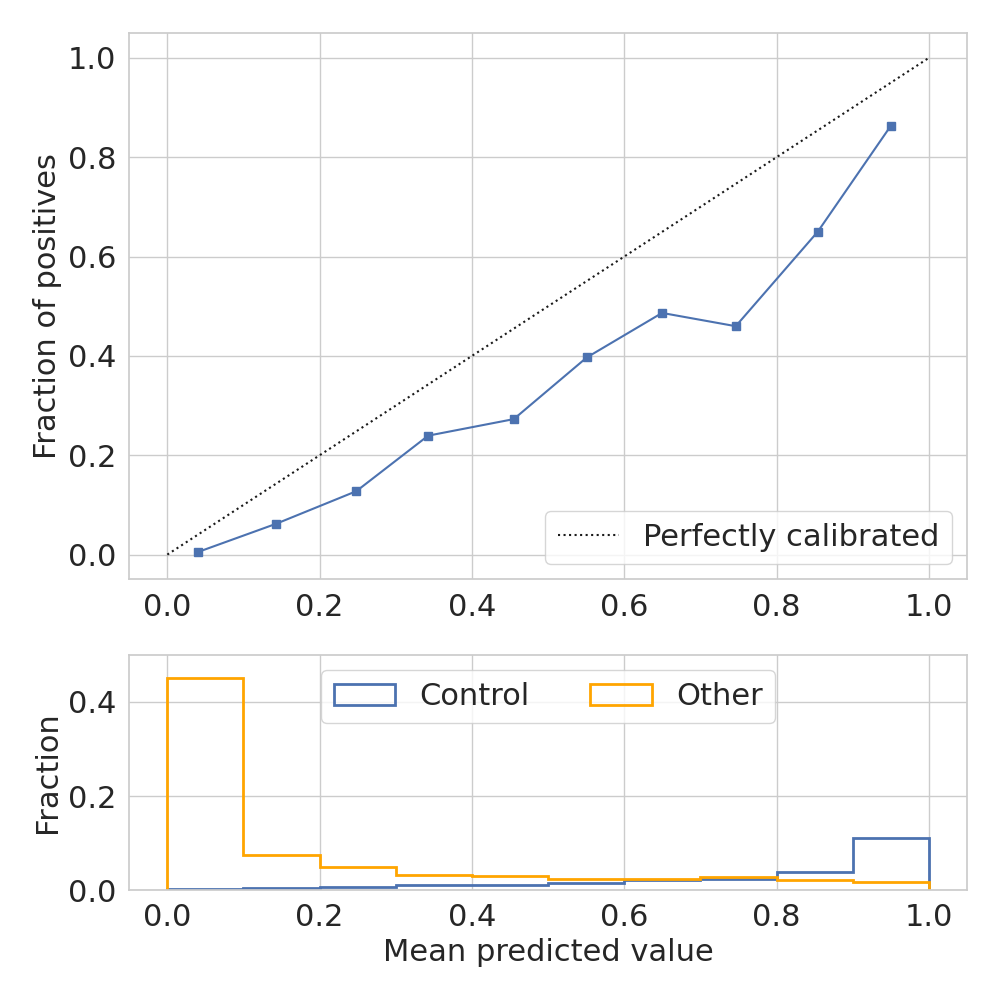 1.0
0.8
0.6
0.4
0.2
0.0
Fraction of positives
Perfectly calibrated
0.0 0.2 0.4 0.6 0.8 1.0
0.4
0.2
0.0
Fraction
Control Other
0.0 0.2 0.4 0.6 0.8 1.0
Mean predicted value